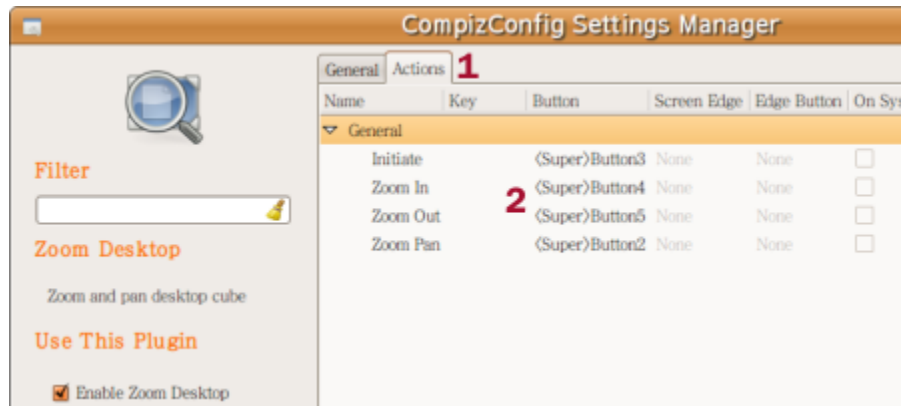 CompizConfig Settings Manager
General Actions 1
Name Key Button Screen Edge Edge Button On Sys
General
Initiate <Super>Button3 None None
Zoom In <Super>Button4 None None
2
Zoom Out <Super>Button5 None None
Zoom Pan <Super>Button2 None None
Filter
Zoom Desktop
Zoom and pan desktop cube
Use This Plugin
Enable Zoom Desktop